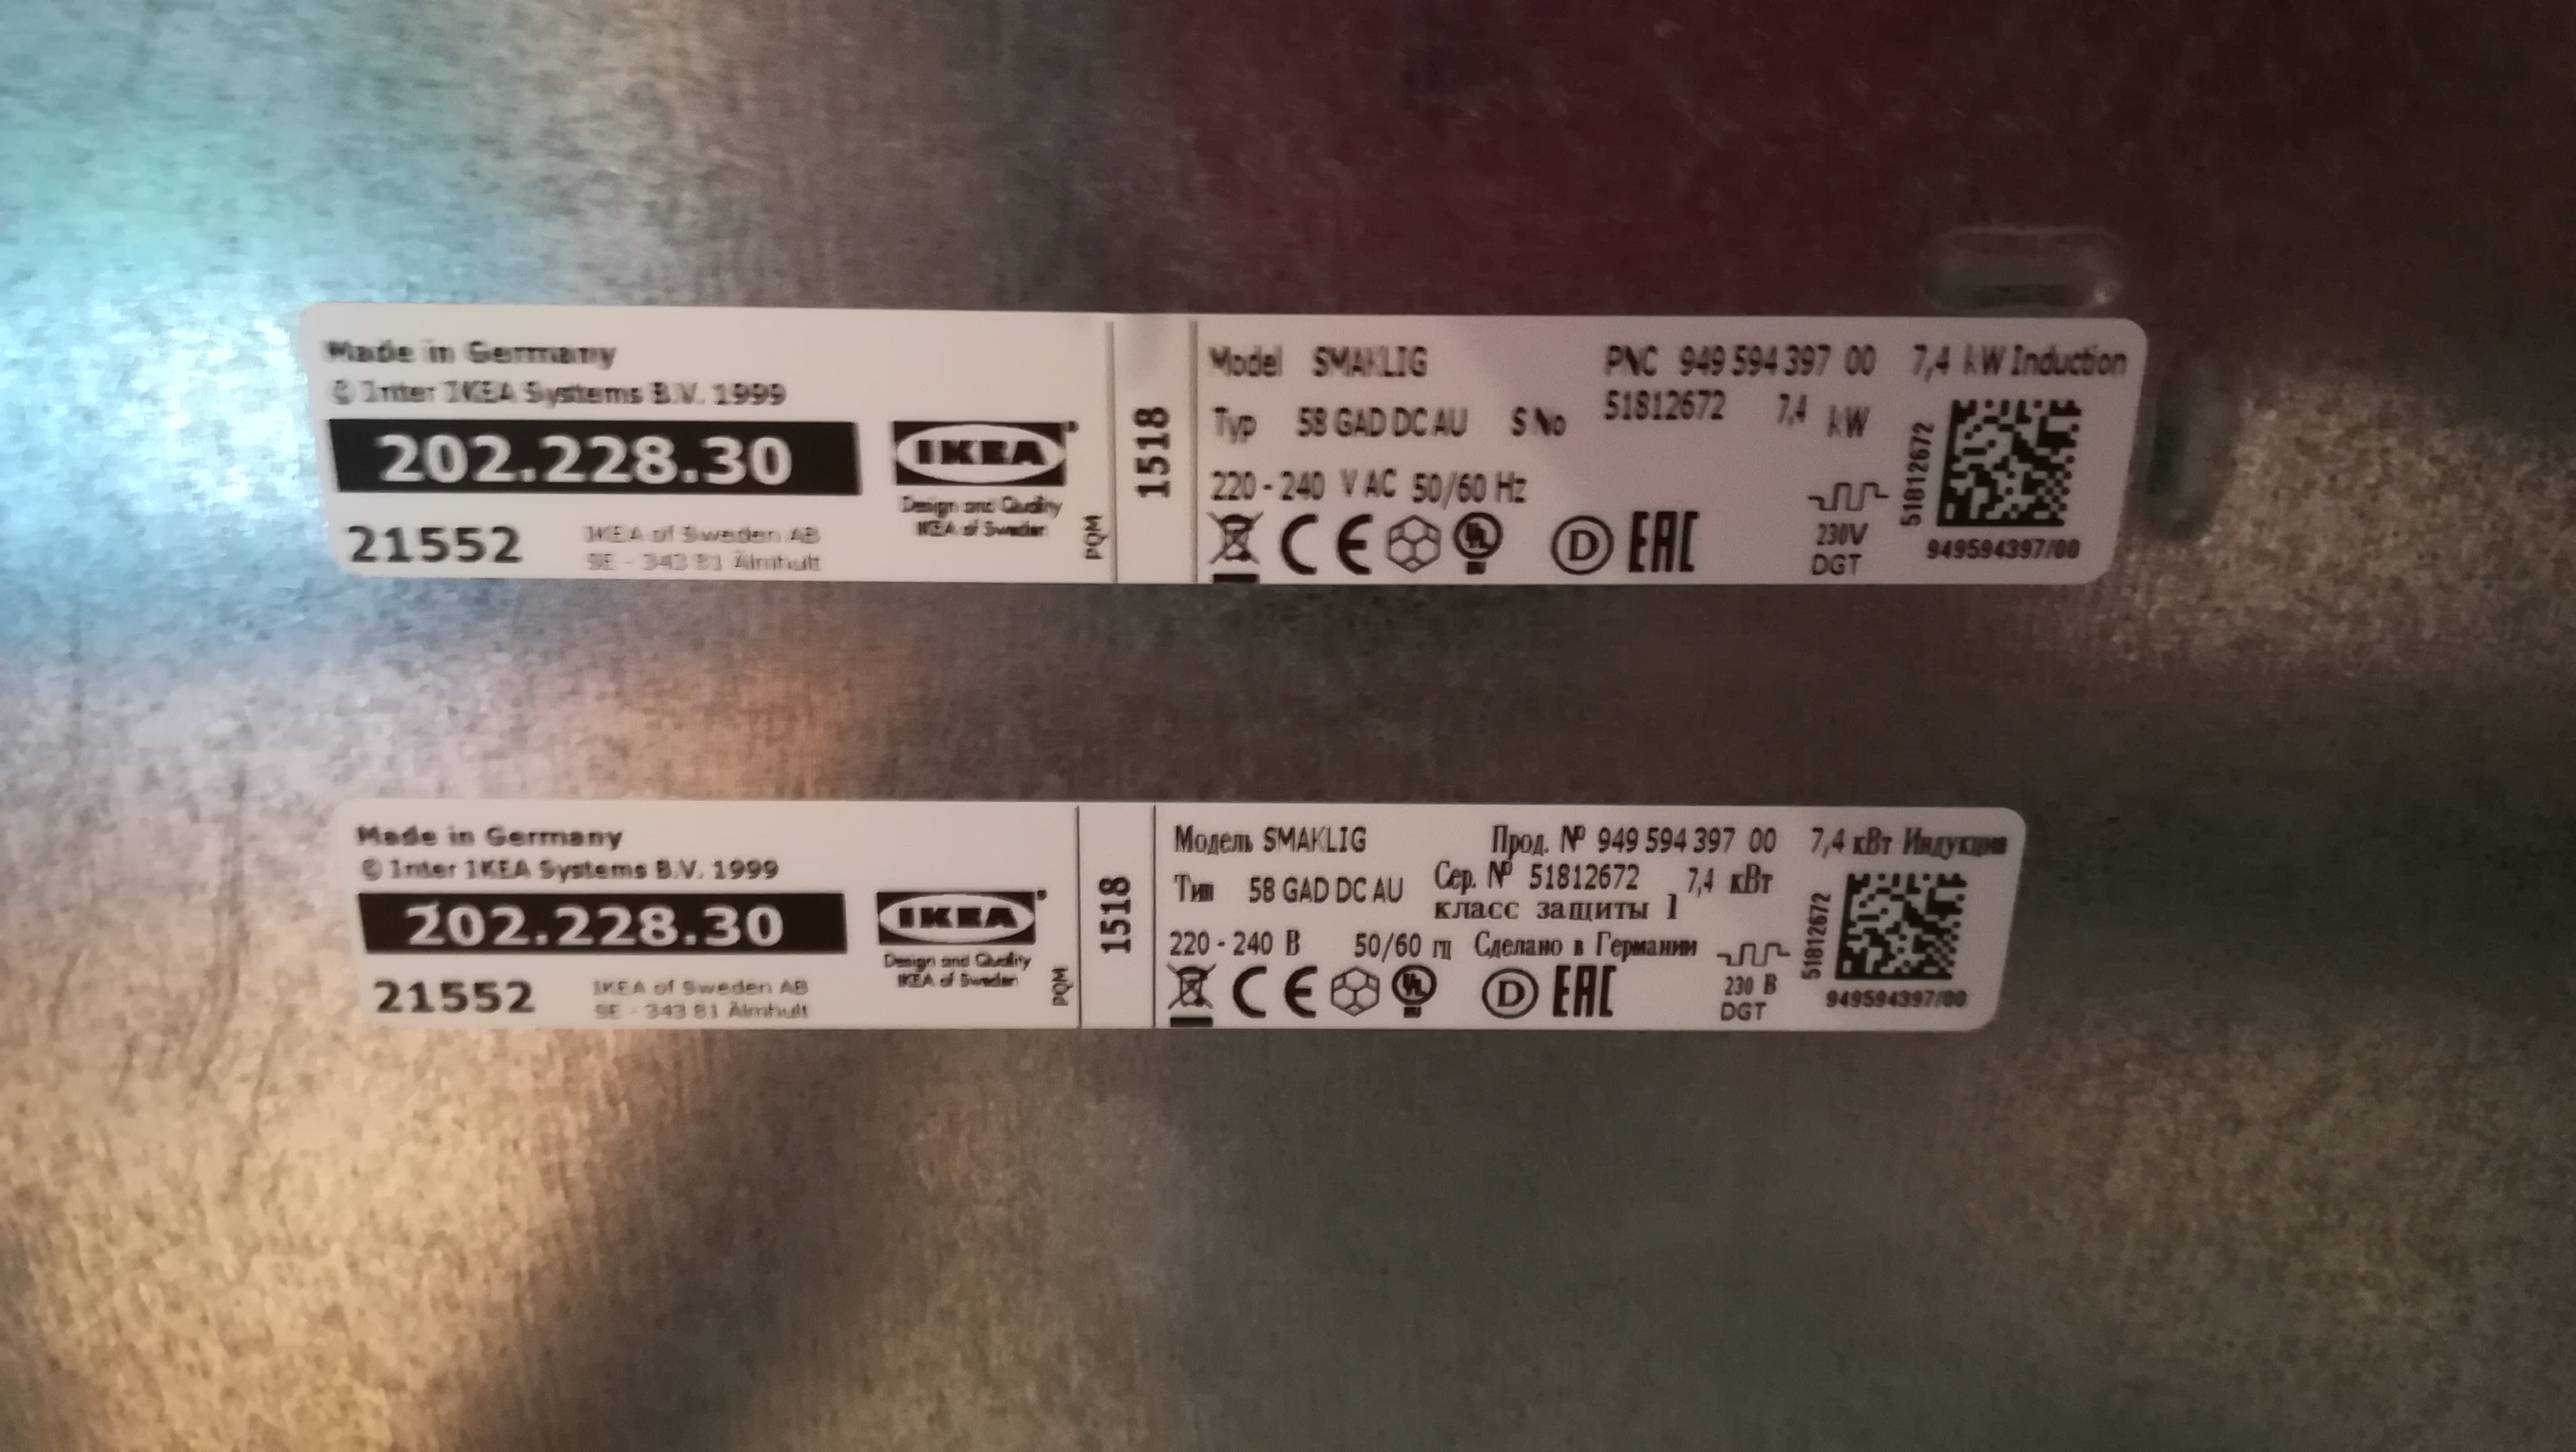 Made in Germany
© Inter IKEA Systems B.V. 1999
202.228.30
21552
IKEA of Sweden AB
SE - 343 81 Älmhult
IKEA
Design and Quality
IKEA of Sweden
PQM
1518
Model SMAKLIG PNC 949 594 397 00 7,4 kW Induction
Typ 58 GAD DC AU S No 51812672 7,4 kW
220 - 240 V AC 50/60 Hz
CE UL D EAC
230V
DGT
51812672
949594397/00
Made in Germany
© Inter IKEA Systems B.V. 1999
202.228.30
21552
IKEA of Sweden AB
SE - 343 81 Älmhult
IKEA
Design and Quality
IKEA of Sweden
PQM
1518
Модель SMAKLIG Прод. № 949 594 397 00 7,4 кВт Индукция
Тип 58 GAD DC AU Сер. № 51812672 7,4 кВт
класс защиты 1
220 - 240 В 50/60 гц Сделано в Германии
CE UL D EAC
230 В
DGT
51812672
949594397/00